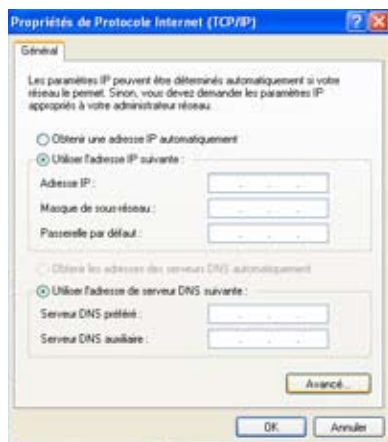 Propriétés de Protocole Internet (TCP/IP)
Général
Les paramètres IP peuvent être déterminés automatiquement si votre
réseau le permet. Sinon, vous devez demander les paramètres IP
appropriés à votre administrateur réseau.
Obtenir une adresse IP automatiquement
Utiliser l'adresse IP suivante :
Adresse IP :
Masque de sous-réseau :
Passerelle par défaut :
Obtenir les adresses des serveurs DNS automatiquement
Utiliser l'adresse de serveur DNS suivante :
Serveur DNS préféré :
Serveur DNS auxiliaire :
Avancé...
OK
Annuler